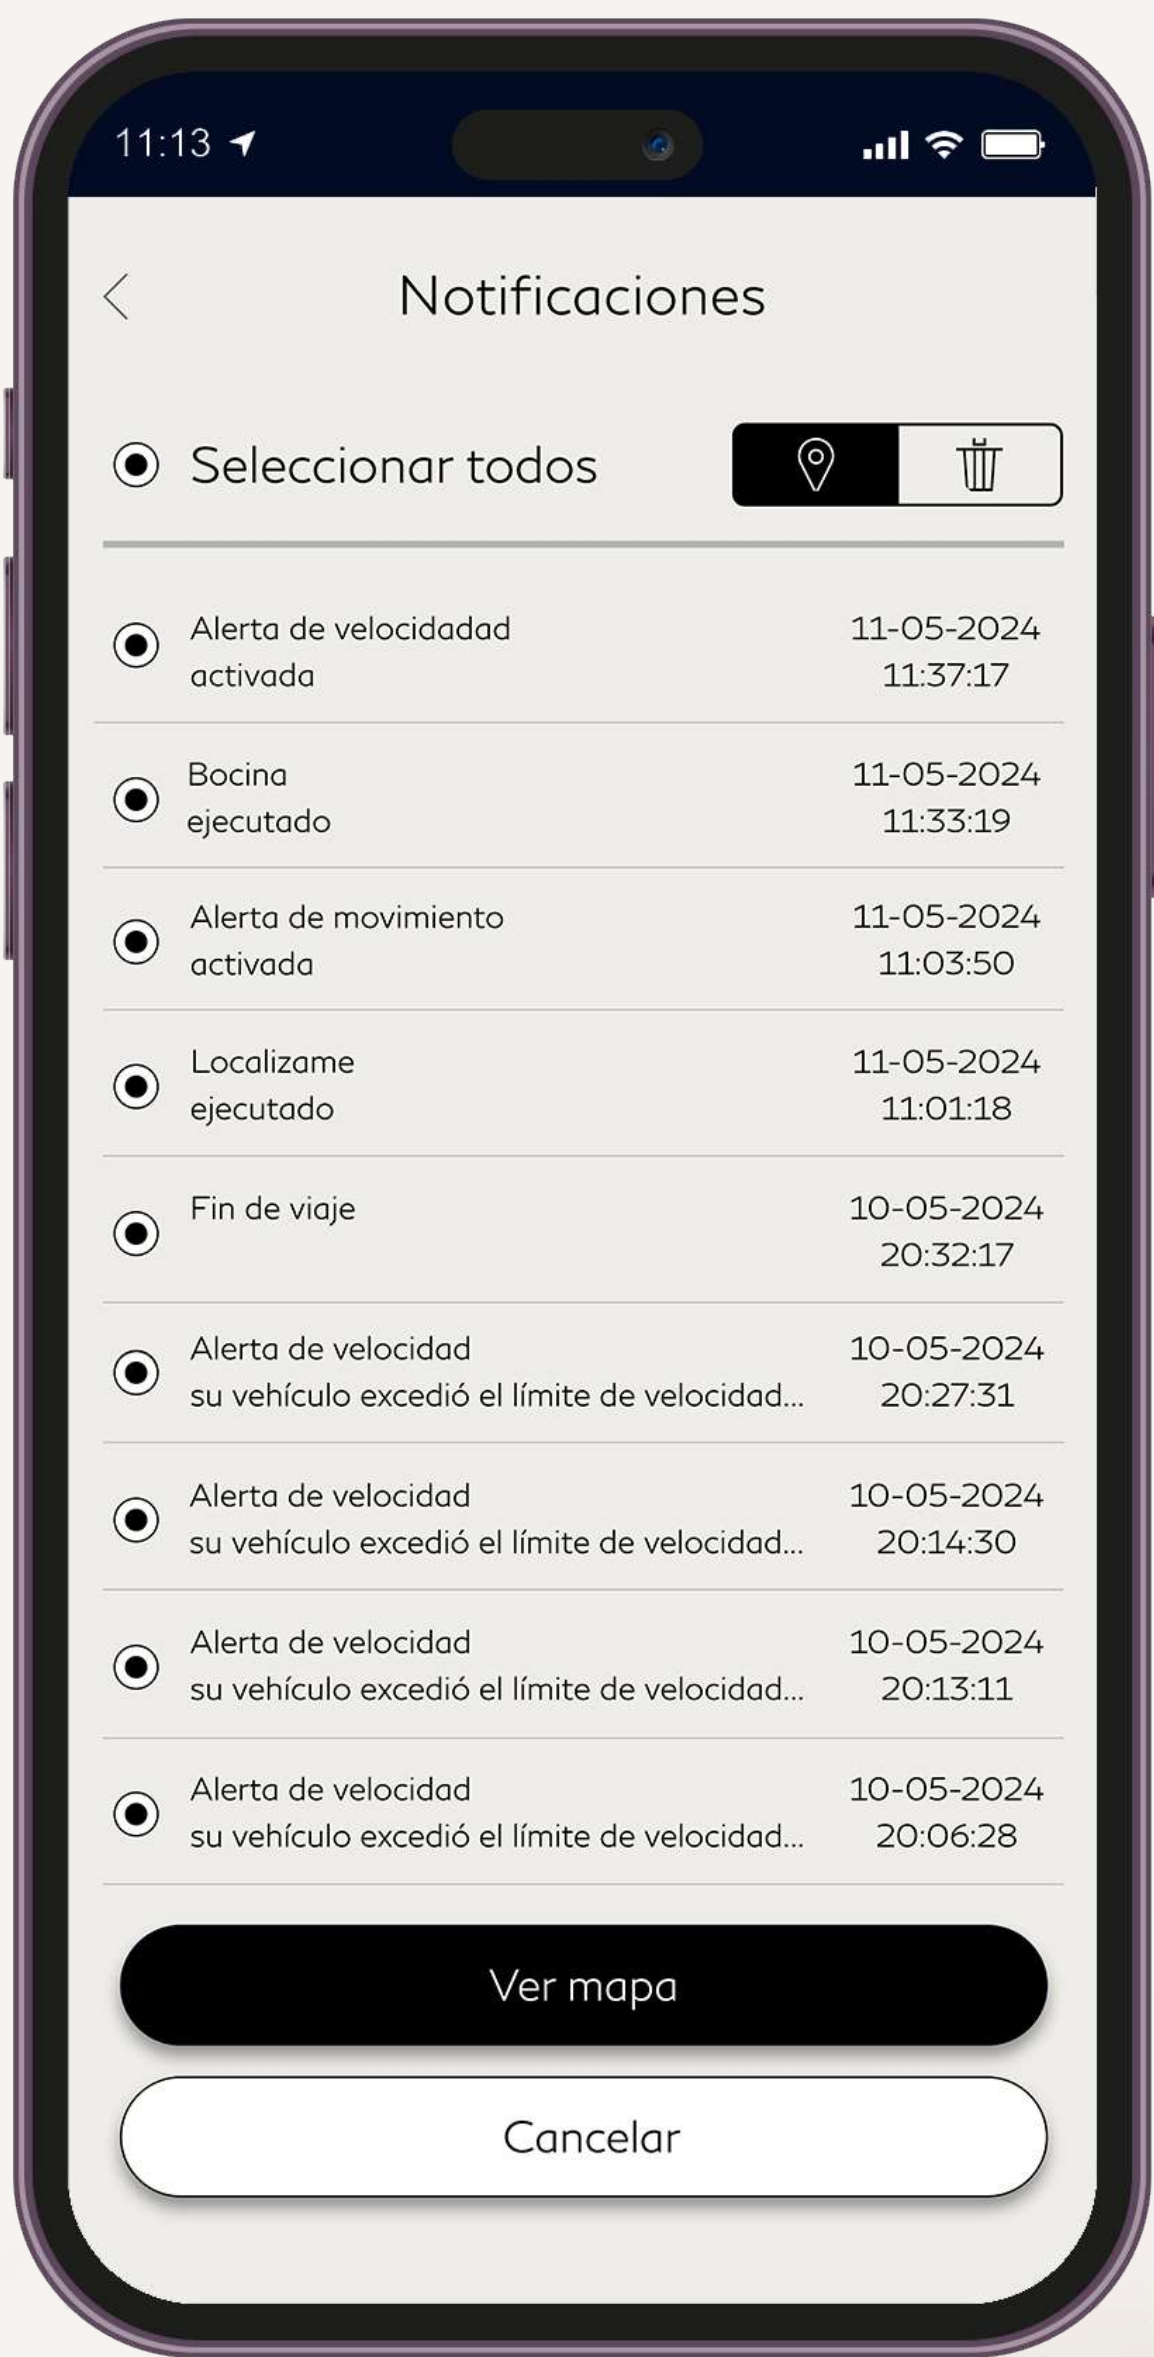 11:13
Notificaciones
Seleccionar todos
Alerta de velocidadad
activada
11-05-2024
11:37:17
Bocina
ejecutado
11-05-2024
11:33:19
Alerta de movimiento
activada
11-05-2024
11:03:50
Localizame
ejecutado
11-05-2024
11:01:18
Fin de viaje
10-05-2024
20:32:17
Alerta de velocidad
su vehículo excedió el límite de velocidad...
10-05-2024
20:27:31
Alerta de velocidad
su vehículo excedió el límite de velocidad...
10-05-2024
20:14:30
Alerta de velocidad
su vehículo excedió el límite de velocidad...
10-05-2024
20:13:11
Alerta de velocidad
su vehículo excedió el límite de velocidad...
10-05-2024
20:06:28
Ver mapa
Cancelar